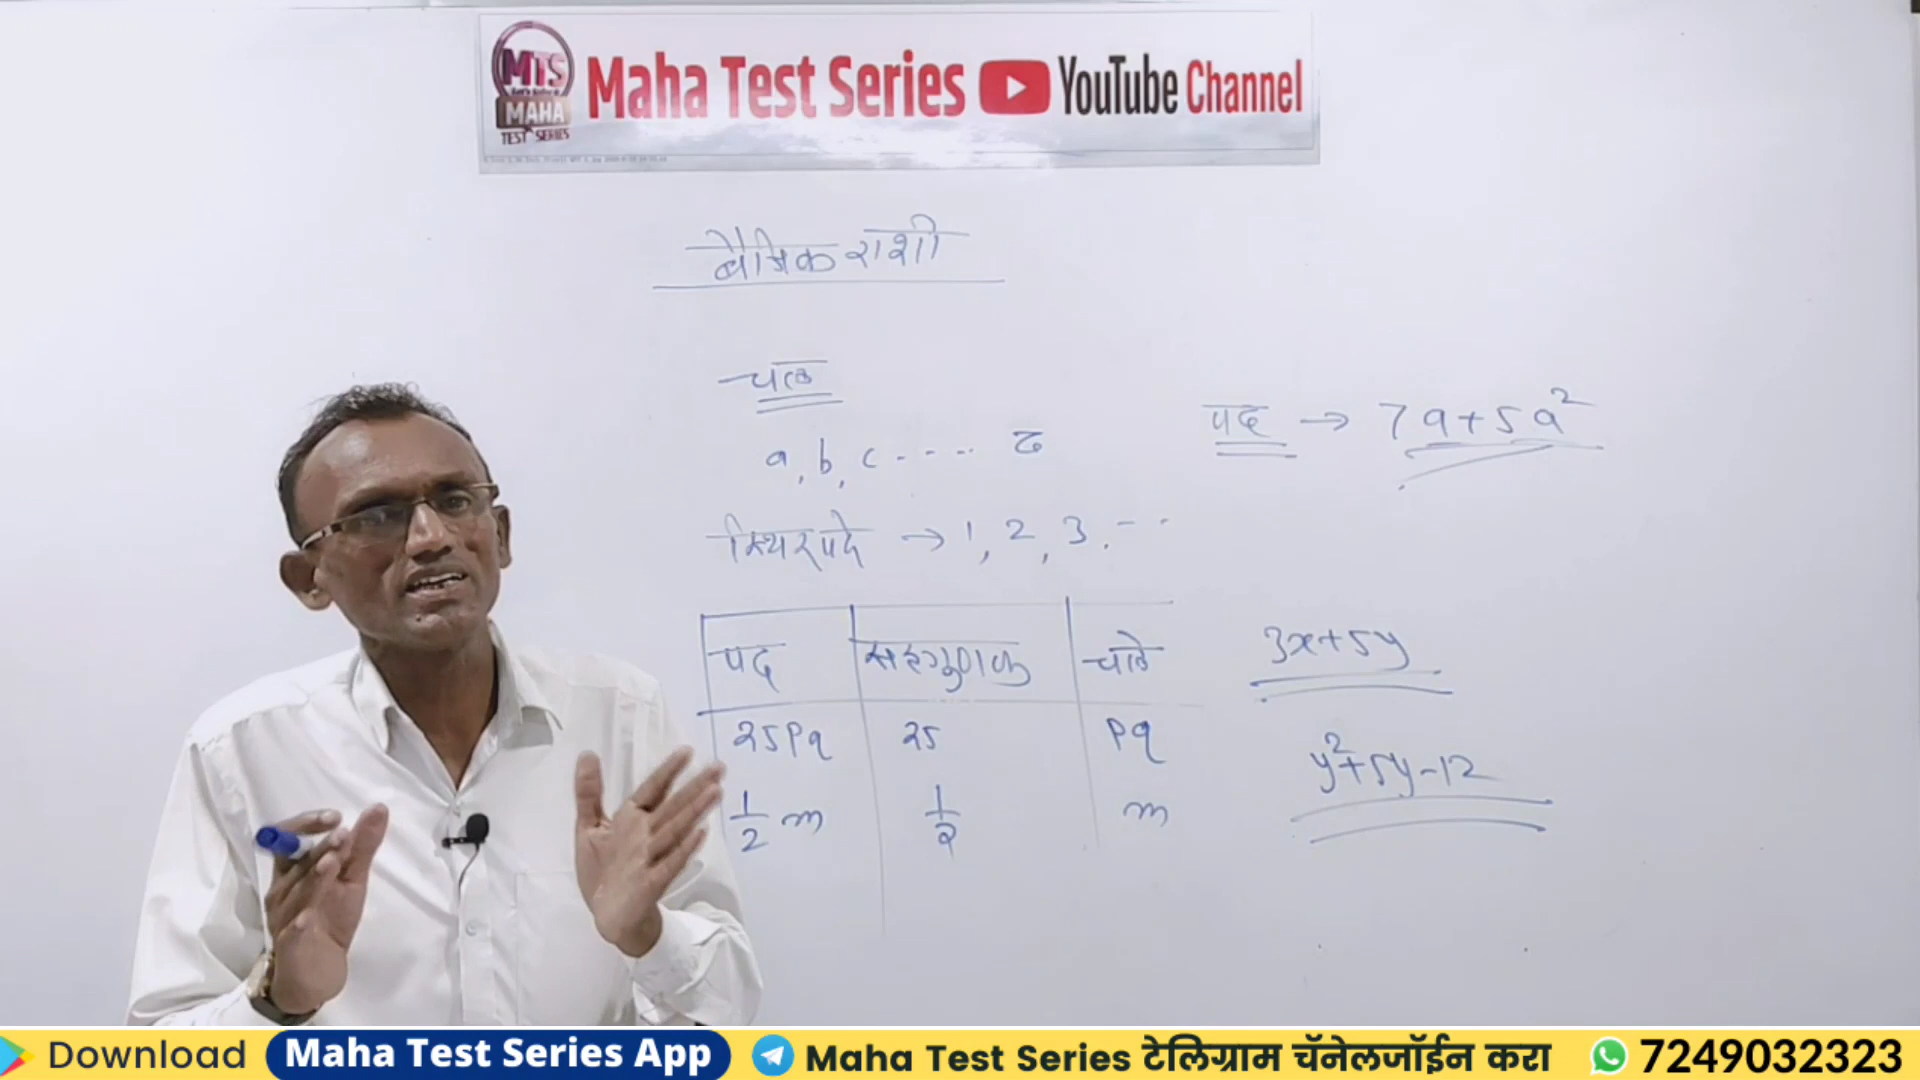 MTS
MAHA
TEST SERIES
Maha Test Series YouTube Channel
बैजिक राशी
चल
a, b, c ---- z
स्थिरपदे → 1, 2, 3, --
पद → 7a+5a²
पद सहगुणक चल
25pq 25 pq
1/2 m 1/2 m
3x+5y
y²+5y-12
Download Maha Test Series App Maha Test Series टेलिग्राम चॅनेलजॉईन करा 7249032323